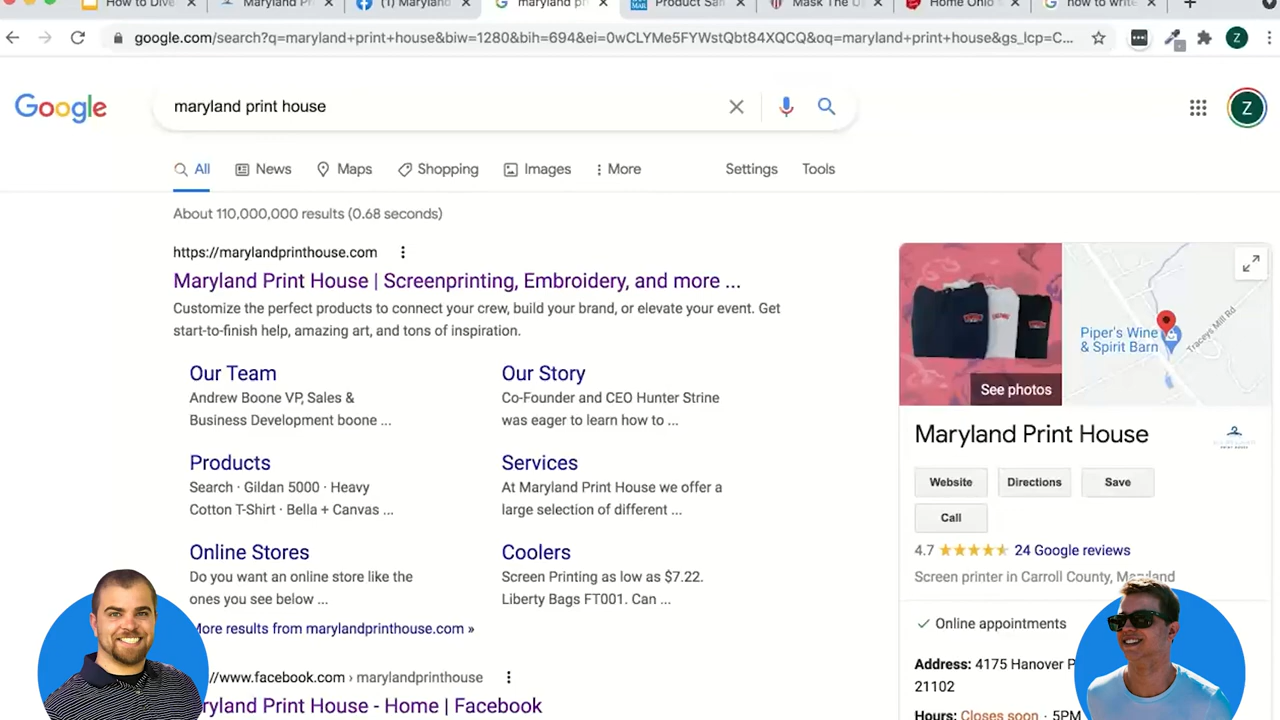 How to Dive
Maryland Pri
(1) Maryland
maryland pr
Product Sam
Mask The U
Home Ohio S
how to write
google.com/search?q=maryland+print+house&biw=1280&bih=694&ei=0wCLYMe5FYWstQbt84XQCQ&oq=maryland+print+house&gs_lcp=C...
Z
Google
maryland print house
Z
All
News
Maps
Shopping
Images
More
Settings
Tools
About 110,000,000 results (0.68 seconds)
https://marylandprinthouse.com
Maryland Print House | Screenprinting, Embroidery, and more ...
Customize the perfect products to connect your crew, build your brand, or elevate your event. Get
start-to-finish help, amazing art, and tons of inspiration.
Our Team
Andrew Boone VP, Sales &
Business Development boone ...
Our Story
Co-Founder and CEO Hunter Strine
was eager to learn how to ...
Products
Search · Gildan 5000 · Heavy
Cotton T-Shirt · Bella + Canvas ...
Services
At Maryland Print House we offer a
large selection of different ...
Online Stores
Do you want an online store like the
ones you see below ...
Coolers
Screen Printing as low as $7.22.
Liberty Bags FT001. Can ...
More results from marylandprinthouse.com »
//www.facebook.com › marylandprinthouse
ryland Print House - Home | Facebook
See photos
Piper's Wine
& Spirit Barn
Traceys Mill Rd
Maryland Print House
Website
Directions
Save
Call
4.7
24 Google reviews
Screen printer in Carroll County, Maryland
Online appointments
Address: 4175 Hanover P
21102
Hours: Closes soon · 5PM